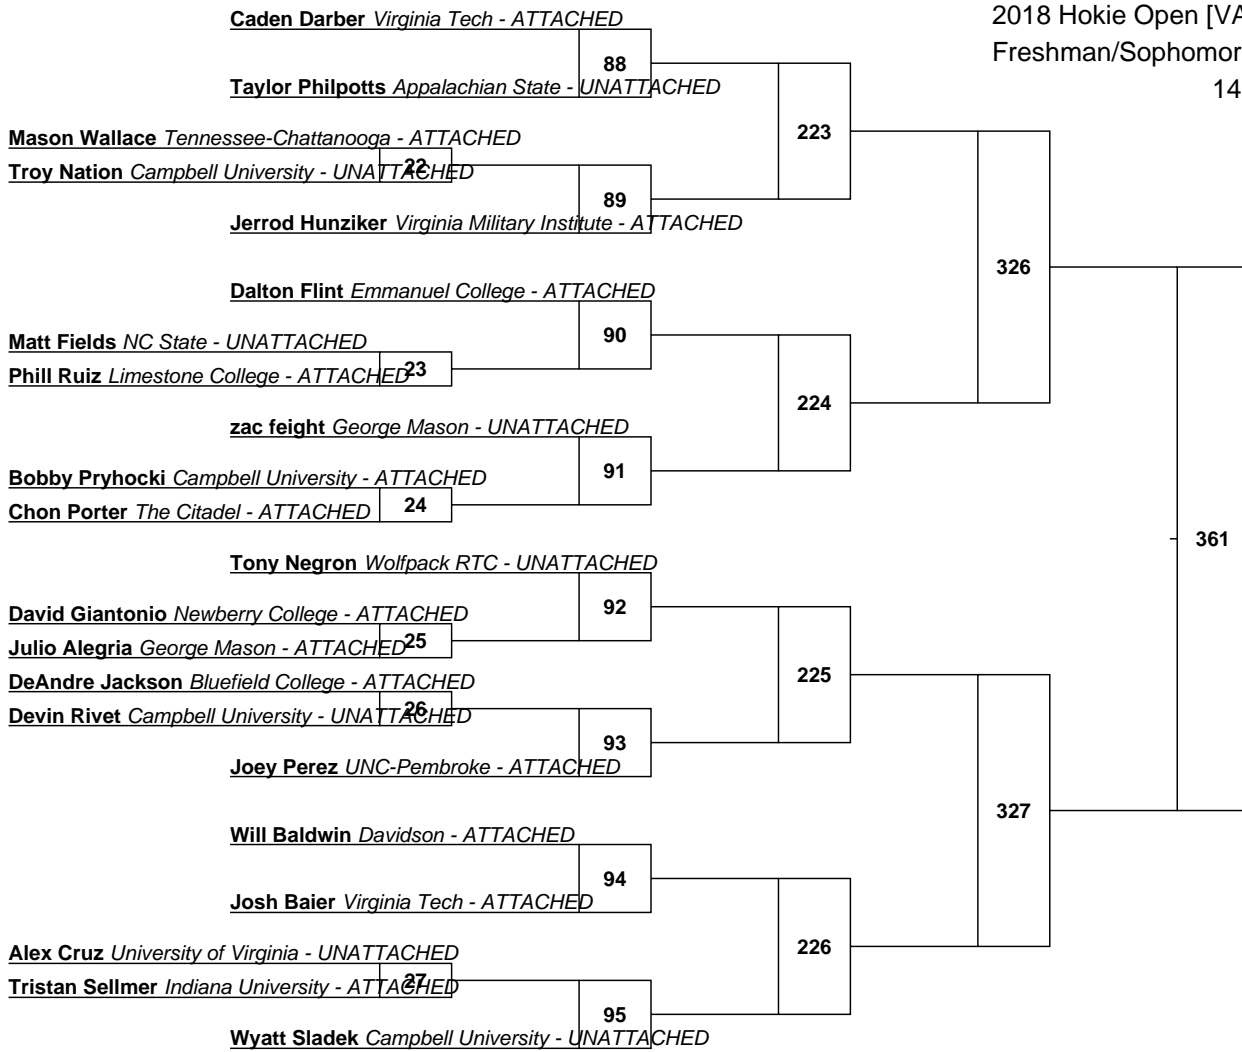 Caden Darber Virginia Tech - ATTACHED
2018 Hokie Open [VA
Freshman/Sophomor
14
88
Taylor Philpotts Appalachian State - UNATTACHED
223
Mason Wallace Tennessee-Chattanooga - ATTACHED
22
Troy Nation Campbell University - UNATTACHED
89
Jerrod Hunziker Virginia Military Institute - ATTACHED
326
Dalton Flint Emmanuel College - ATTACHED
90
Matt Fields NC State - UNATTACHED
23
Phill Ruiz Limestone College - ATTACHED
224
zac feight George Mason - UNATTACHED
91
Bobby Pryhocki Campbell University - ATTACHED
24
Chon Porter The Citadel - ATTACHED
361
Tony Negron Wolfpack RTC - UNATTACHED
92
David Giantonio Newberry College - ATTACHED
25
Julio Alegria George Mason - ATTACHED
225
DeAndre Jackson Bluefield College - ATTACHED
26
Devin Rivet Campbell University - UNATTACHED
93
Joey Perez UNC-Pembroke - ATTACHED
327
Will Baldwin Davidson - ATTACHED
94
Josh Baier Virginia Tech - ATTACHED
226
Alex Cruz University of Virginia - UNATTACHED
27
Tristan Sellmer Indiana University - ATTACHED
95
Wyatt Sladek Campbell University - UNATTACHED